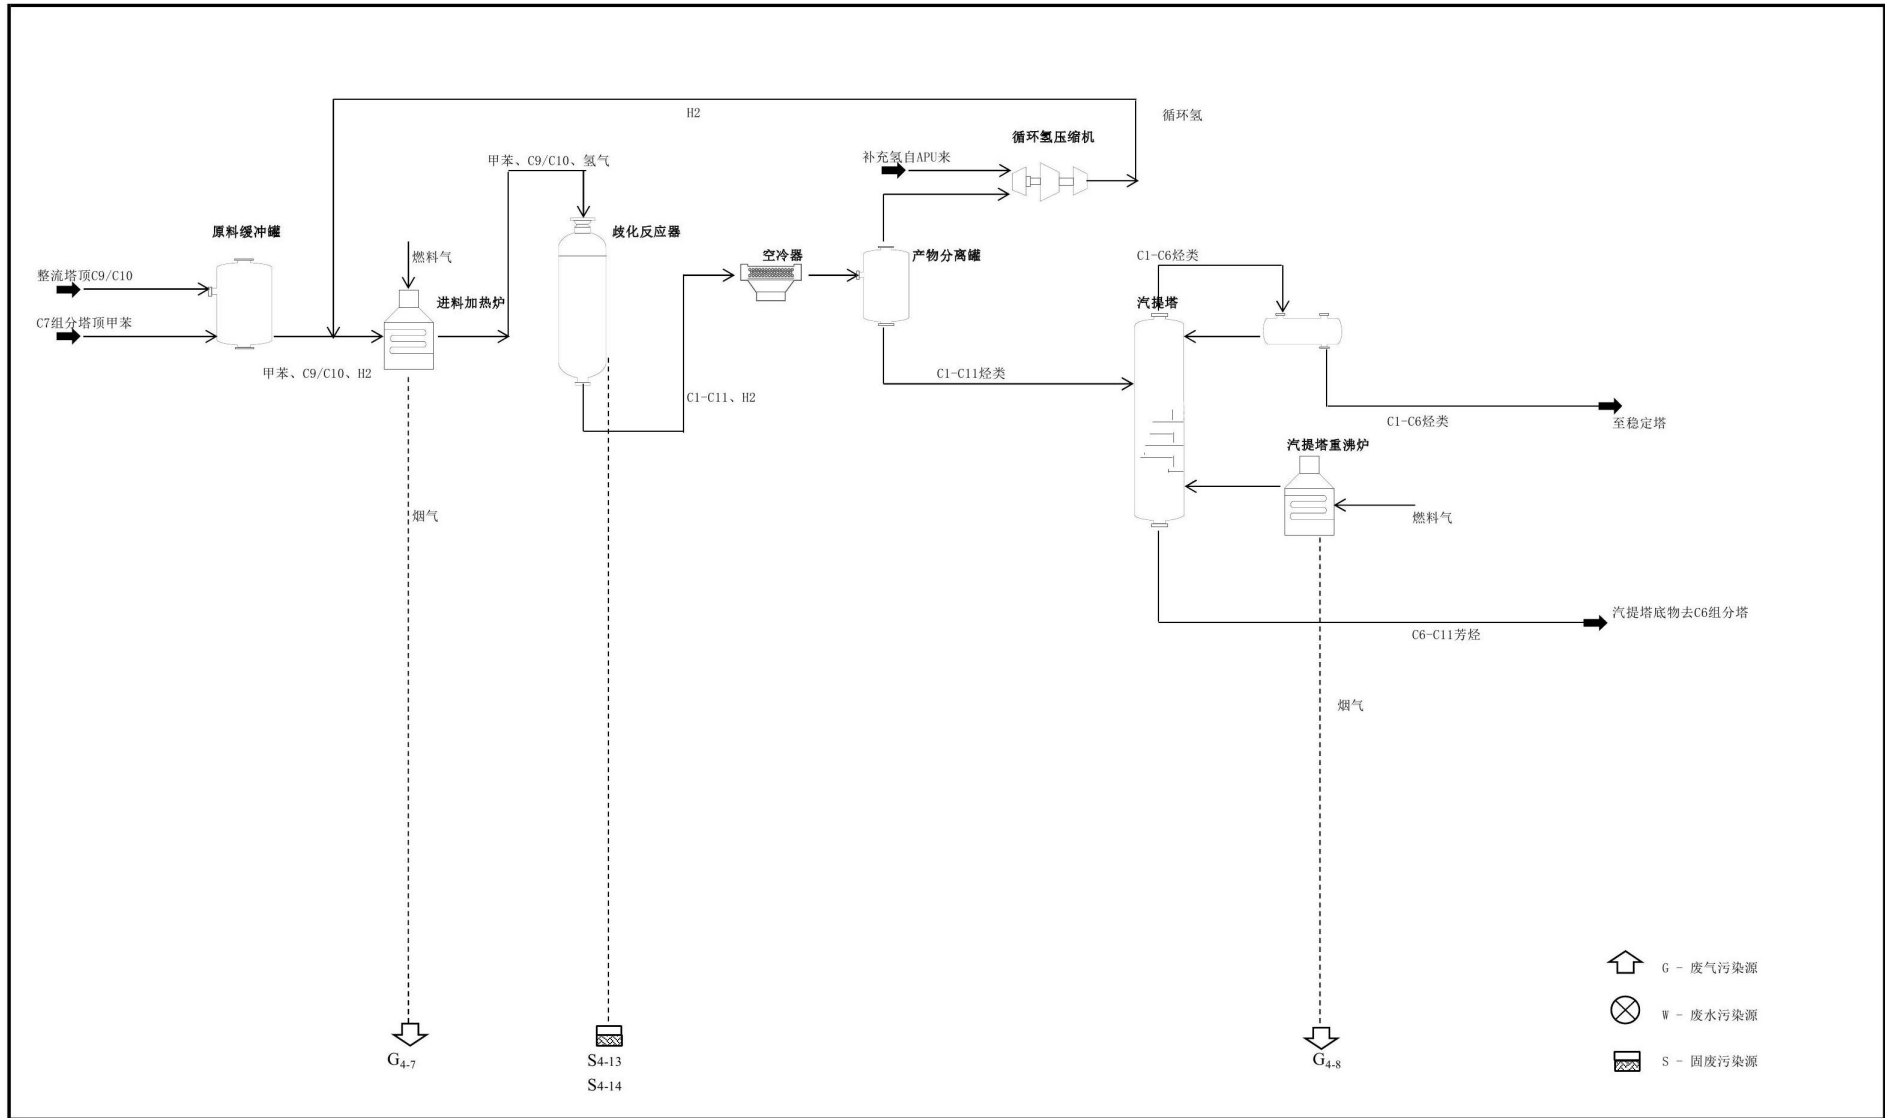 H2
循环氢
循环氢压缩机
补充氢自APU来
甲苯、C9/C10、氢气
原料缓冲罐
歧化反应器
燃料气
空冷器
产物分离罐
C1-C6烃类
整流塔顶C9/C10
进料加热炉
汽提塔
C7组分塔顶甲苯
甲苯、C9/C10、H2
C1-C11烃类
C1-C11、H2
C1-C6烃类
至稳定塔
汽提塔重沸炉
烟气
燃料气
汽提塔底物去C6组分塔
C6-C11芳烃
烟气
G - 废气污染源
W - 废水污染源
S - 固废污染源
G4-7
S4-13
S4-14
G4-8